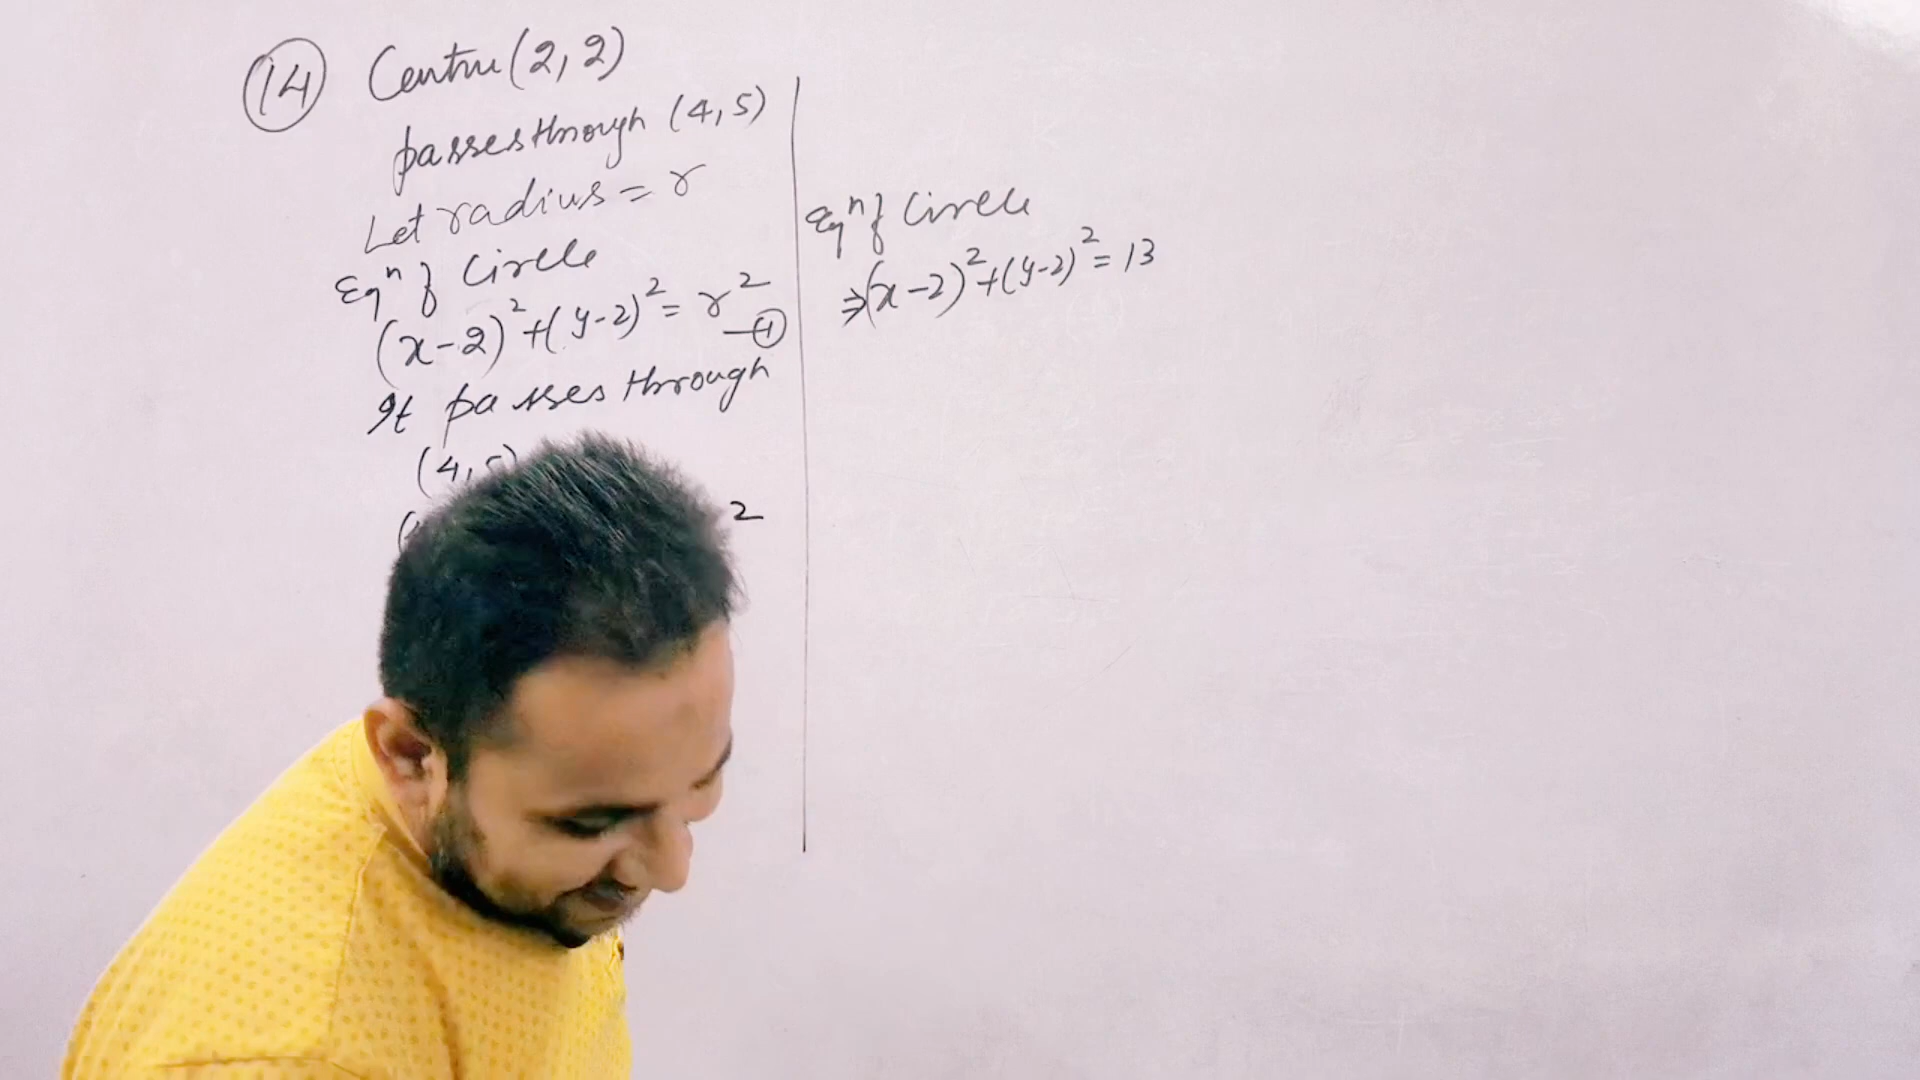 14 Centre (2, 2)
passes through (4, 5)
Let radius = r
Eqⁿ of Circle
(x-2)² + (y-2)² = r² — 1
It passes through
(4, 5)
( 2
Eqⁿ of Circle
⇒ (x-2)² + (y-2)² = 13